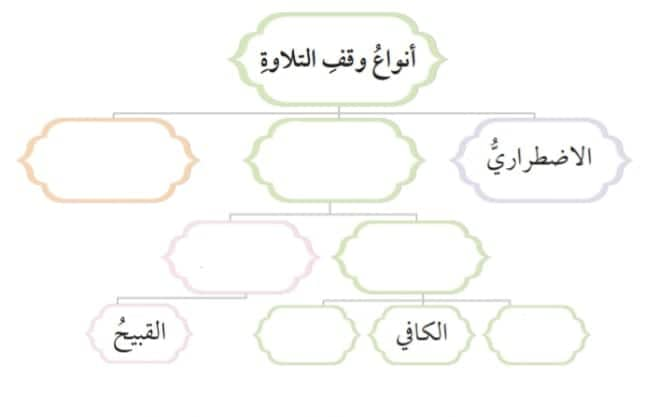 أنواعُ وقفِ التلاوةِ
الاضطراريُّ
الكافي
القبيحُ